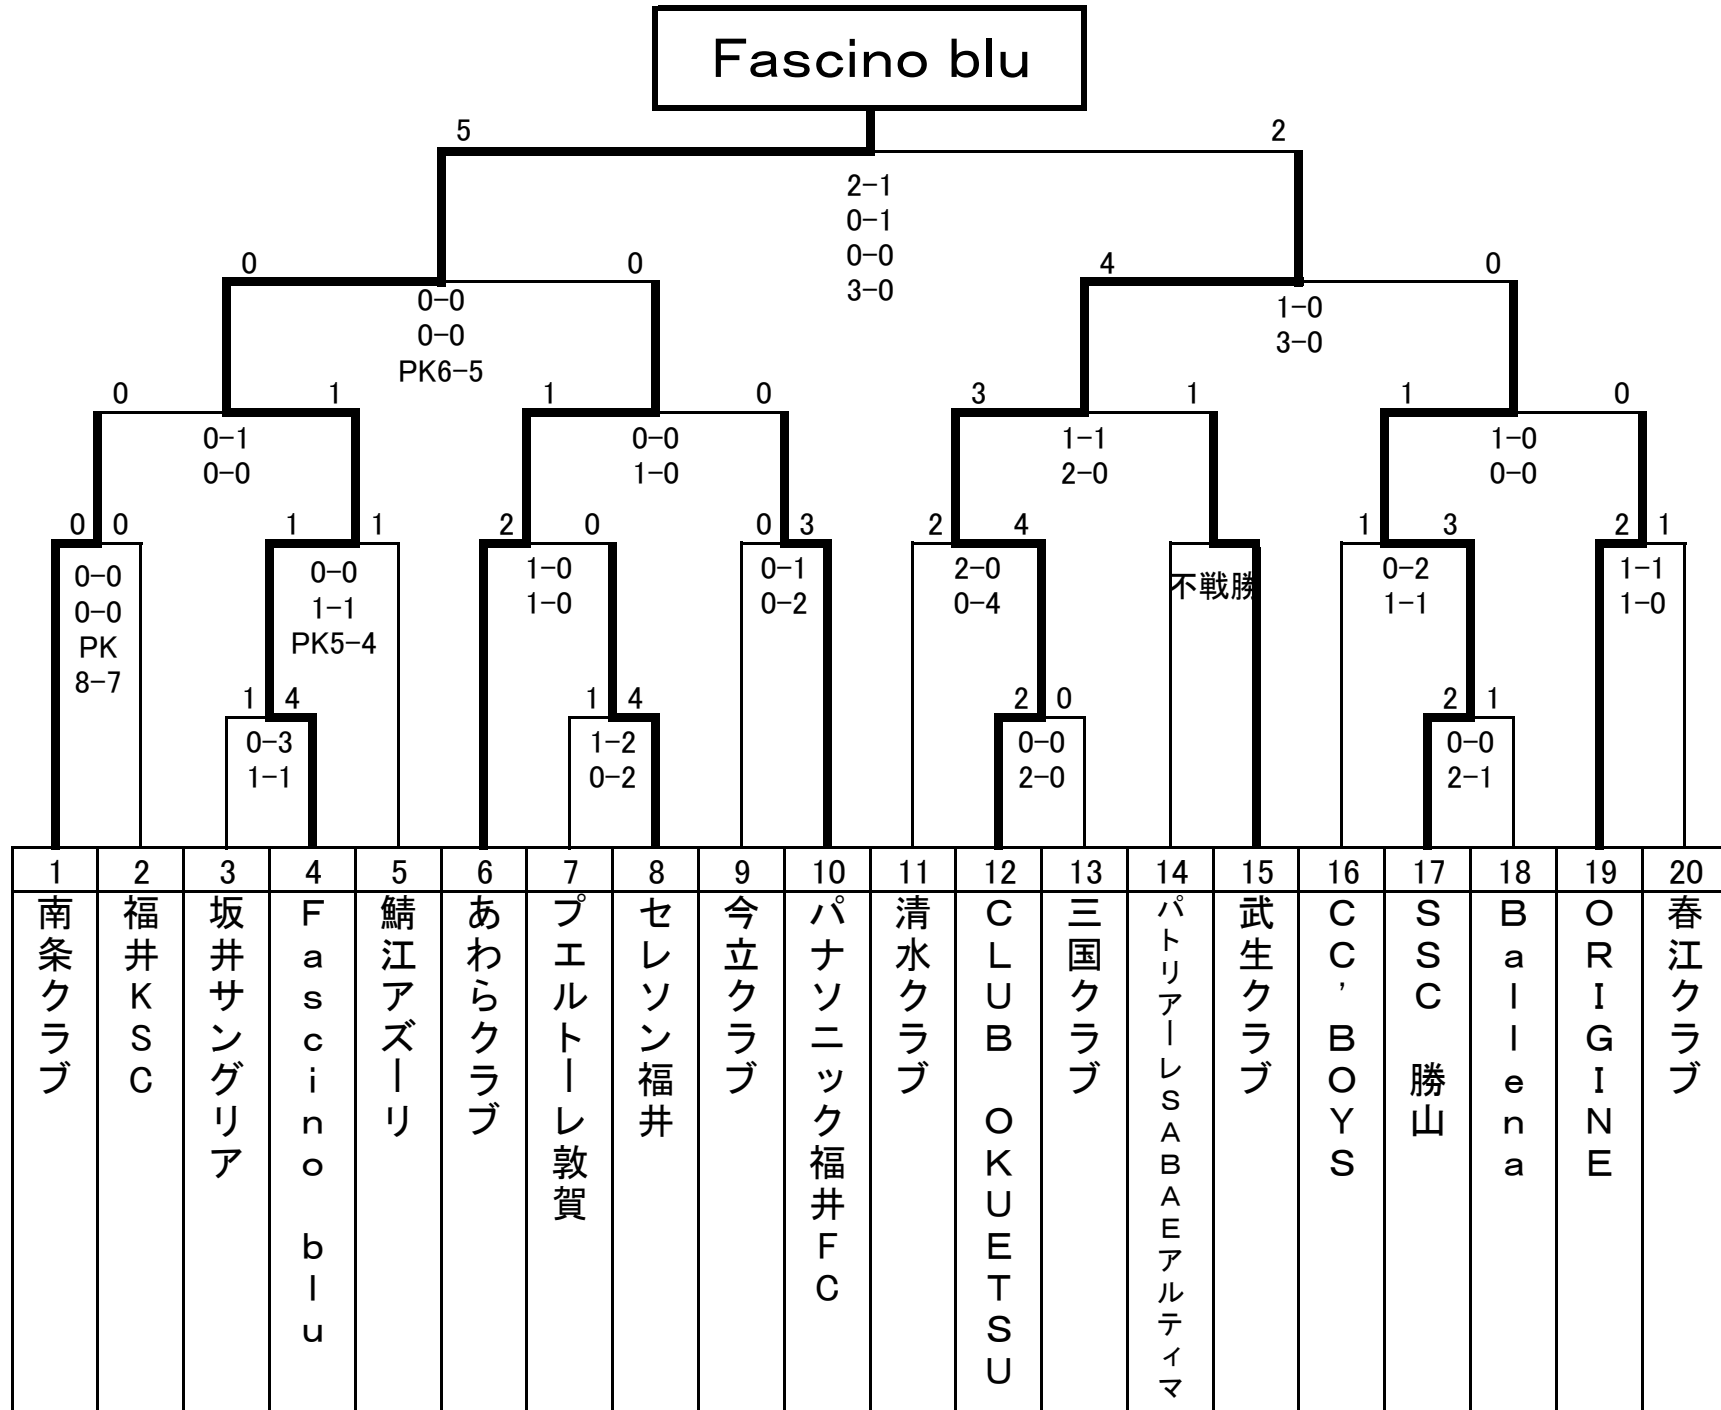 Fascino blu
5 2
2-1
0-1
0-0
3-0
0 0 4 0
0-0
0-0
PK6-5
1-0
3-0
0 1 1 0 3 1 1 0
0-1
0-0
0-0
1-0
1-1
2-0
1-0
0-0
0 0 1 1 2 0 0 3 2 4 1 3 2 1
0-0
0-0
PK
8-7
0-0
1-1
PK5-4
1-0
1-0
0-1
0-2
2-0
0-4
不戦勝
0-2
1-1
1-1
1-0
1 4 1 4 2 0 2 1
0-3
1-1
1-2
0-2
0-0
2-0
0-0
2-1
1 2 3 4 5 6 7 8 9 10 11 12 13 14 15 16 17 18 19 20
南条クラブ
福井KSC
坂井サングリア
Fascino blu
鯖江アズーリ
あわらクラブ
プエルトーレ敦賀
セレソン福井
今立クラブ
パナソニック福井FC
清水クラブ
CLUB OKUETSU
三国クラブ
パトリアーレSABAEアルティマ
武生クラブ
CC'BOYS
SSC 勝山
Ballena
ORIGINE
春江クラブ